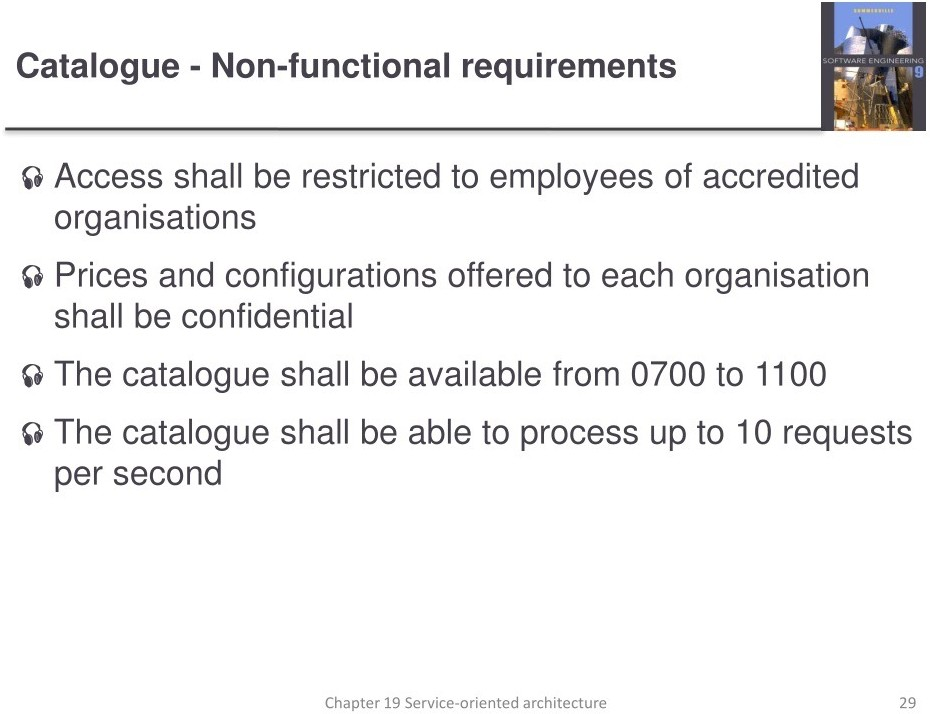 Catalogue - Non-functional requirements
SOMMERVILLE
SOFTWARE ENGINEERING
9
Access shall be restricted to employees of accredited
organisations
Prices and configurations offered to each organisation
shall be confidential
The catalogue shall be available from 0700 to 1100
The catalogue shall be able to process up to 10 requests
per second
Chapter 19 Service-oriented architecture
29